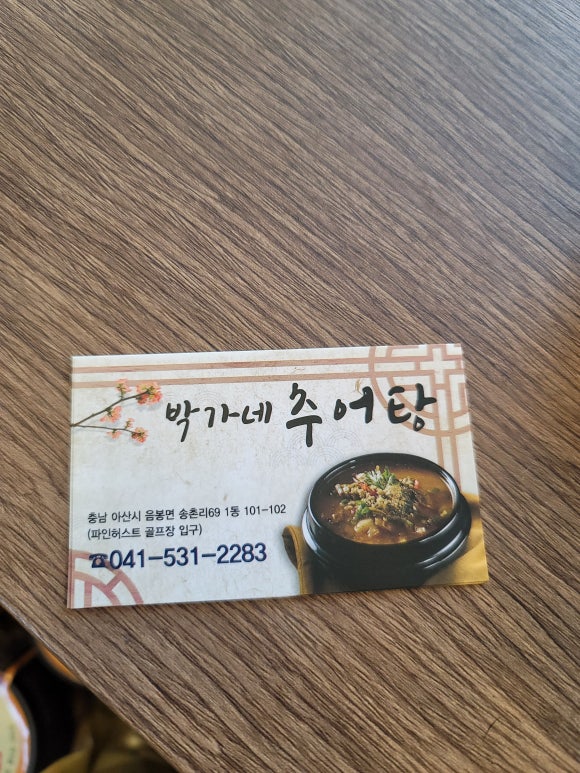 박가네 추어탕
충남 아산시 음봉면 송촌리69 1동 101-102
(파인허스트 골프장 입구)
☎041-531-2283